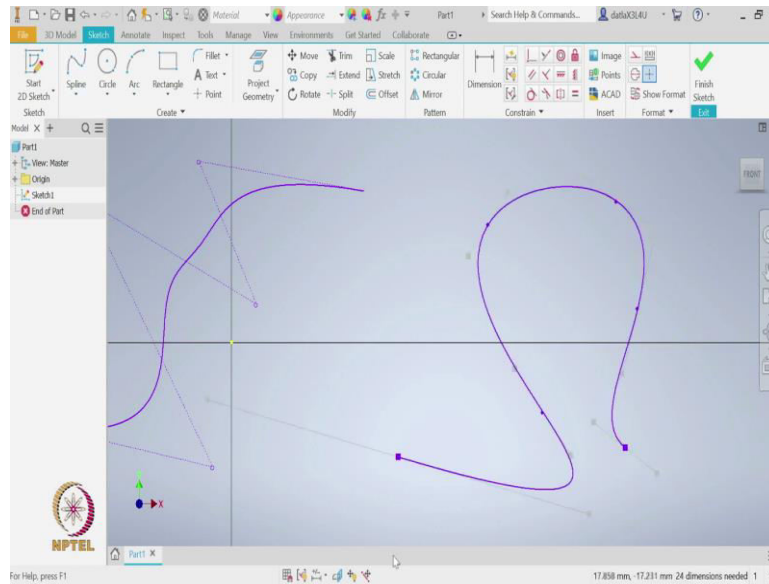 Material
Appearance
fx
Part1
Search Help & Commands...
datlaX3L4U
File
3D Model
Sketch
Annotate
Inspect
Tools
Manage
View
Environments
Get Started
Collaborate
Start
2D Sketch
Spline
Circle
Arc
Rectangle
Fillet
A Text
Point
Project
Geometry
Move
Copy
Rotate
Trim
Extend
Split
Scale
Stretch
Offset
Rectangular
Circular
Mirror
Dimension
Image
Points
ACAD
Show Format
Finish
Sketch
Sketch
Create
Modify
Pattern
Constrain
Insert
Format
Exit
Model X +
Part1
View: Master
Origin
Sketch1
End of Part
FRONT
X
NPTEL
Part1 X
For Help, press F1
17.858 mm, -17.231 mm 24 dimensions needed 1